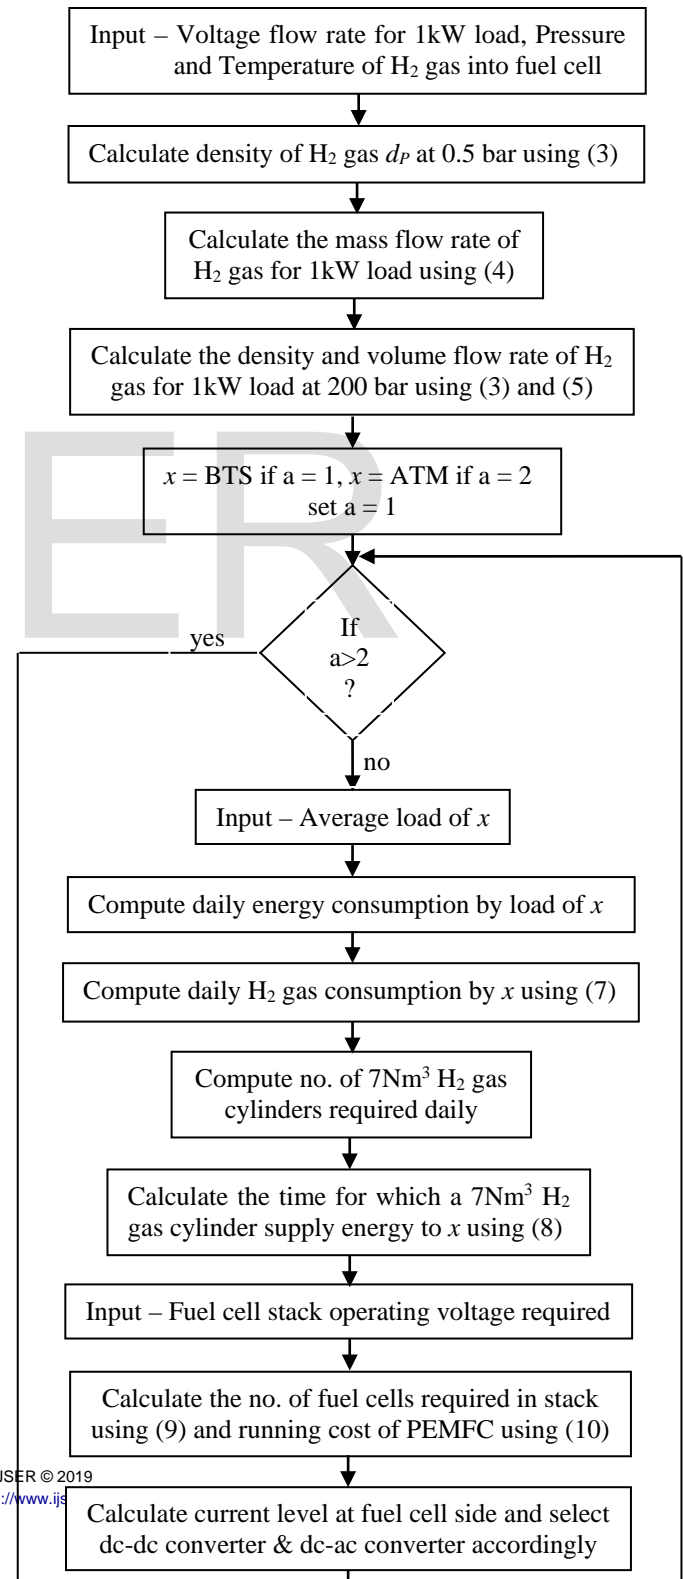 Input – Voltage flow rate for 1kW load, Pressure
and Temperature of H₂ gas into fuel cell
Calculate density of H₂ gas dP at 0.5 bar using (3)
Calculate the mass flow rate of
H₂ gas for 1kW load using (4)
Calculate the density and volume flow rate of H₂
gas for 1kW load at 200 bar using (3) and (5)
ER
x = BTS if a = 1, x = ATM if a = 2
set a = 1
If
a>2
?
yes
no
Input – Average load of x
Compute daily energy consumption by load of x
Compute daily H₂ gas consumption by x using (7)
Compute no. of 7Nm³ H₂ gas
cylinders required daily
Calculate the time for which a 7Nm³ H₂
gas cylinder supply energy to x using (8)
Input – Fuel cell stack operating voltage required
Calculate the no. of fuel cells required in stack
using (9) and running cost of PEMFC using (10)
JSER © 2019
://www.ijs
Calculate current level at fuel cell side and select
dc-dc converter & dc-ac converter accordingly